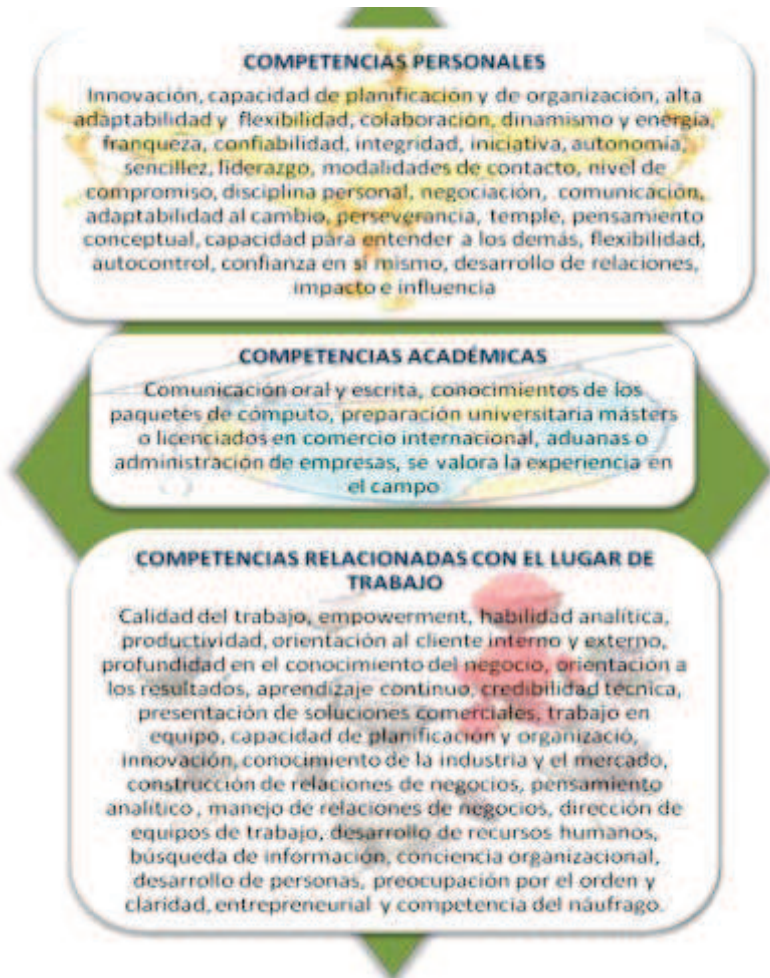 COMPETENCIAS PERSONALES
Innovación, capacidad de planificación y de organización, alta
adaptabilidad y flexibilidad, colaboración, dinamismo y energía,
franqueza, confiabilidad, integridad, iniciativa, autonomía,
sencillez, liderazgo, modalidades de contacto, nivel de
compromiso, disciplina personal, negociación, comunicación,
adaptabilidad al cambio, perseverancia, temple, pensamiento
conceptual, capacidad para entender a los demás, flexibilidad,
autocontrol, confianza en si mismo, desarrollo de relaciones,
impacto e influencia
COMPETENCIAS ACADÉMICAS
Comunicación oral y escrita, conocimientos de los
paquetes de cómputo, preparación universitaria másters
o licenciados en comercio internacional, aduanas o
administración de empresas, se valora la experiencia en
el campo
COMPETENCIAS RELACIONADAS CON EL LUGAR DE
TRABAJO
Calidad del trabajo, empowerment, habilidad analítica,
productividad, orientación al cliente interno y externo,
profundidad en el conocimiento del negocio, orientación a
los resultados, aprendizaje continuo, credibilidad técnica,
presentación de soluciones comerciales, trabajo en
equipo, capacidad de planificación y organizació,
innovación, conocimiento de la industria y el mercado,
construcción de relaciones de negocios, pensamiento
analítico , manejo de relaciones de negocios, dirección de
equipos de trabajo, desarrollo de recursos humanos,
búsqueda de información, conciencia organizacional,
desarrollo de personas, preocupación por el orden y
claridad, entrepreneurial y competencia del náufrago.